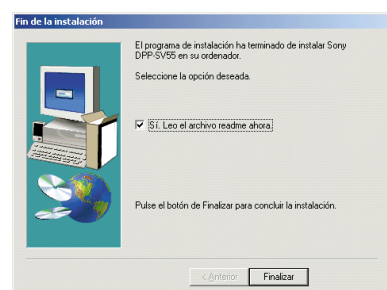 Fin de la instalación
El programa de instalación ha terminado de instalar Sony
DPP-SV55 en su ordenador.
Seleccione la opción deseada.
Sí. Leo el archivo readme ahora.
Pulse el botón de Finalizar para concluir la instalación.
< Anterior
Finalizar